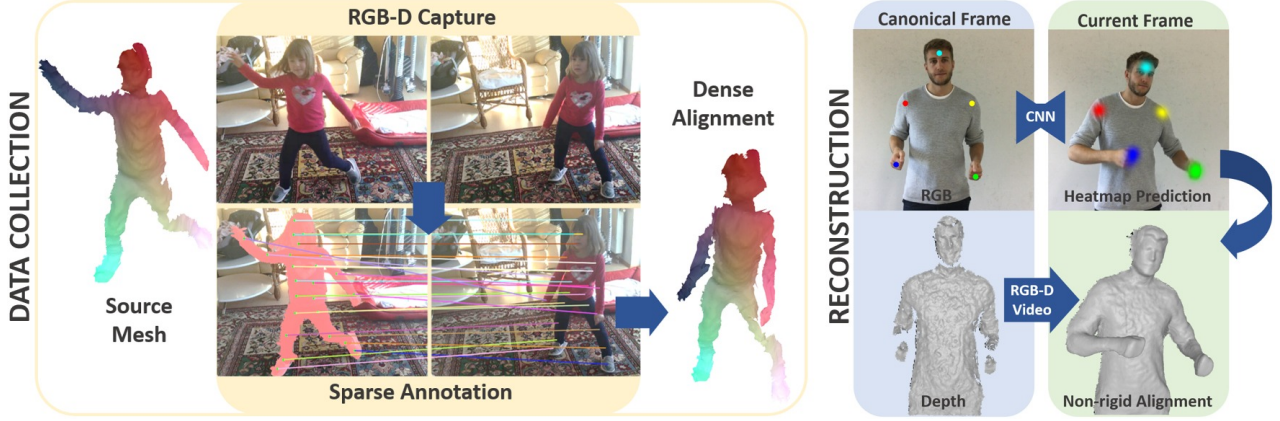 DATA COLLECTION
RGB-D Capture
Source
Mesh
Sparse Annotation
Dense
Alignment
RECONSTRUCTION
Canonical Frame
Current Frame
CNN
RGB
Heatmap Prediction
RGB-D
Video
Depth
Non-rigid Alignment